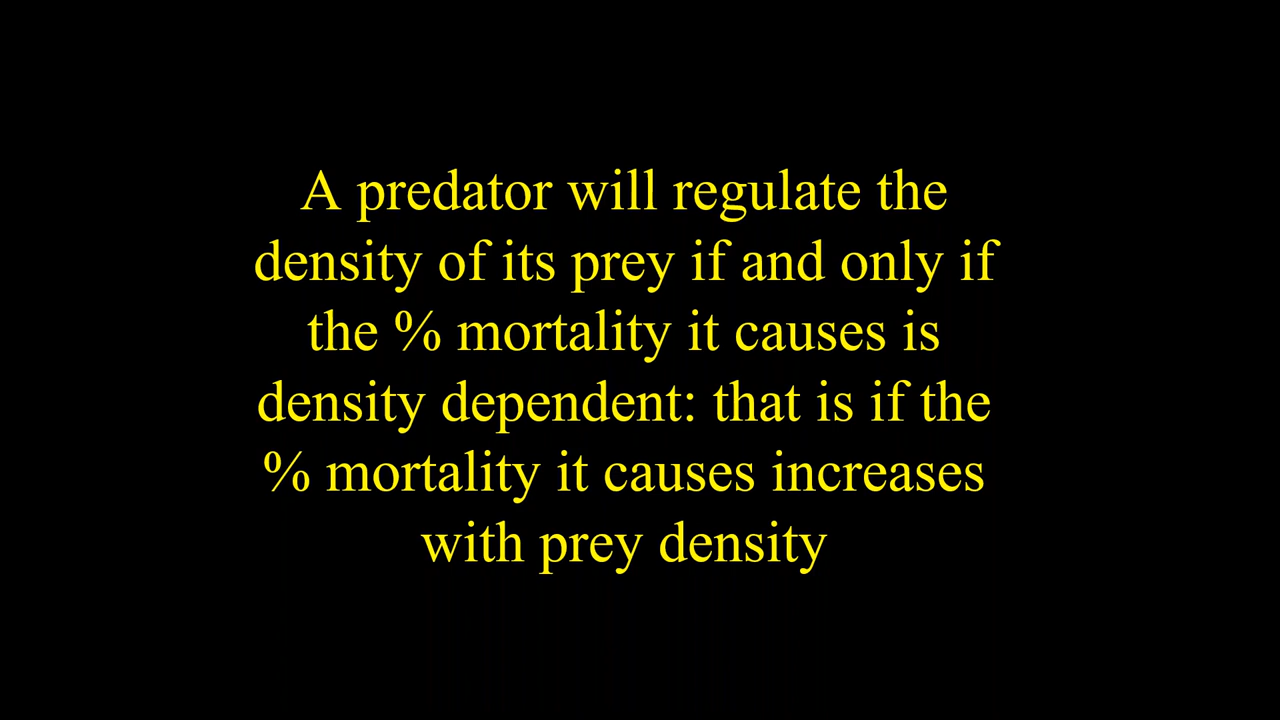 A predator will regulate the
density of its prey if and only if
the % mortality it causes is
density dependent: that is if the
% mortality it causes increases
with prey density